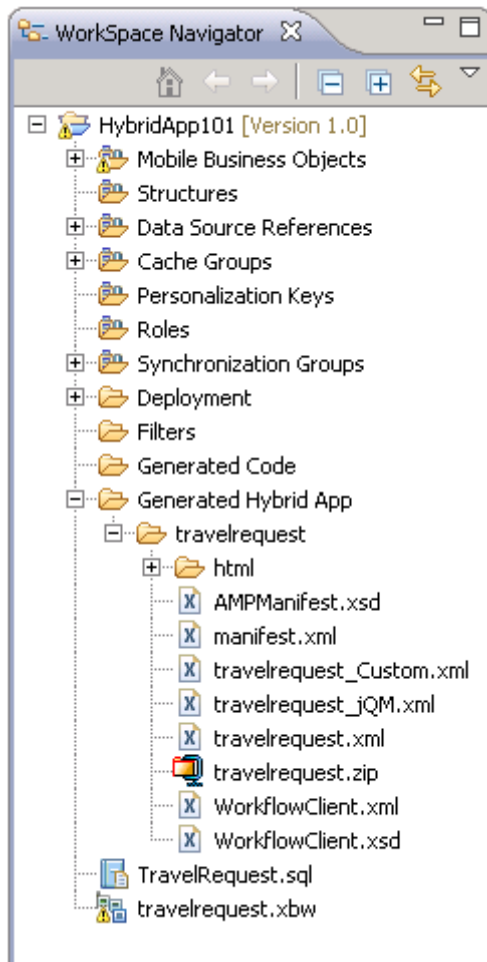 WorkSpace Navigator
HybridApp101 [Version 1.0]
Mobile Business Objects
Structures
Data Source References
Cache Groups
Personalization Keys
Roles
Synchronization Groups
Deployment
Filters
Generated Code
Generated Hybrid App
travelrequest
html
AMPManifest.xsd
manifest.xml
travelrequest_Custom.xml
travelrequest_jQM.xml
travelrequest.xml
travelrequest.zip
WorkflowClient.xml
WorkflowClient.xsd
TravelRequest.sql
travelrequest.xbw